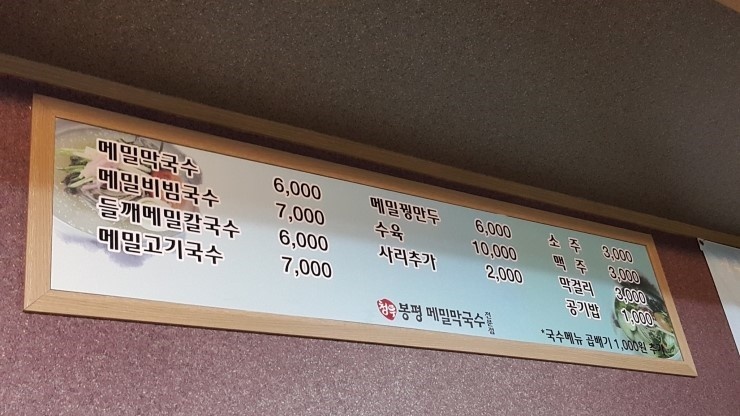 메밀막국수 6,000
메밀비빔국수 7,000
들깨메밀칼국수 6,000
메밀고기국수 7,000
메밀꿩만두 6,000
수육 10,000
사리추가 2,000
소 주 3,000
맥 주 3,000
막걸리 3,000
공기밥 1,000
봉평 메밀막국수 전문점
*국수메뉴 곱빼기 1,000원 추가